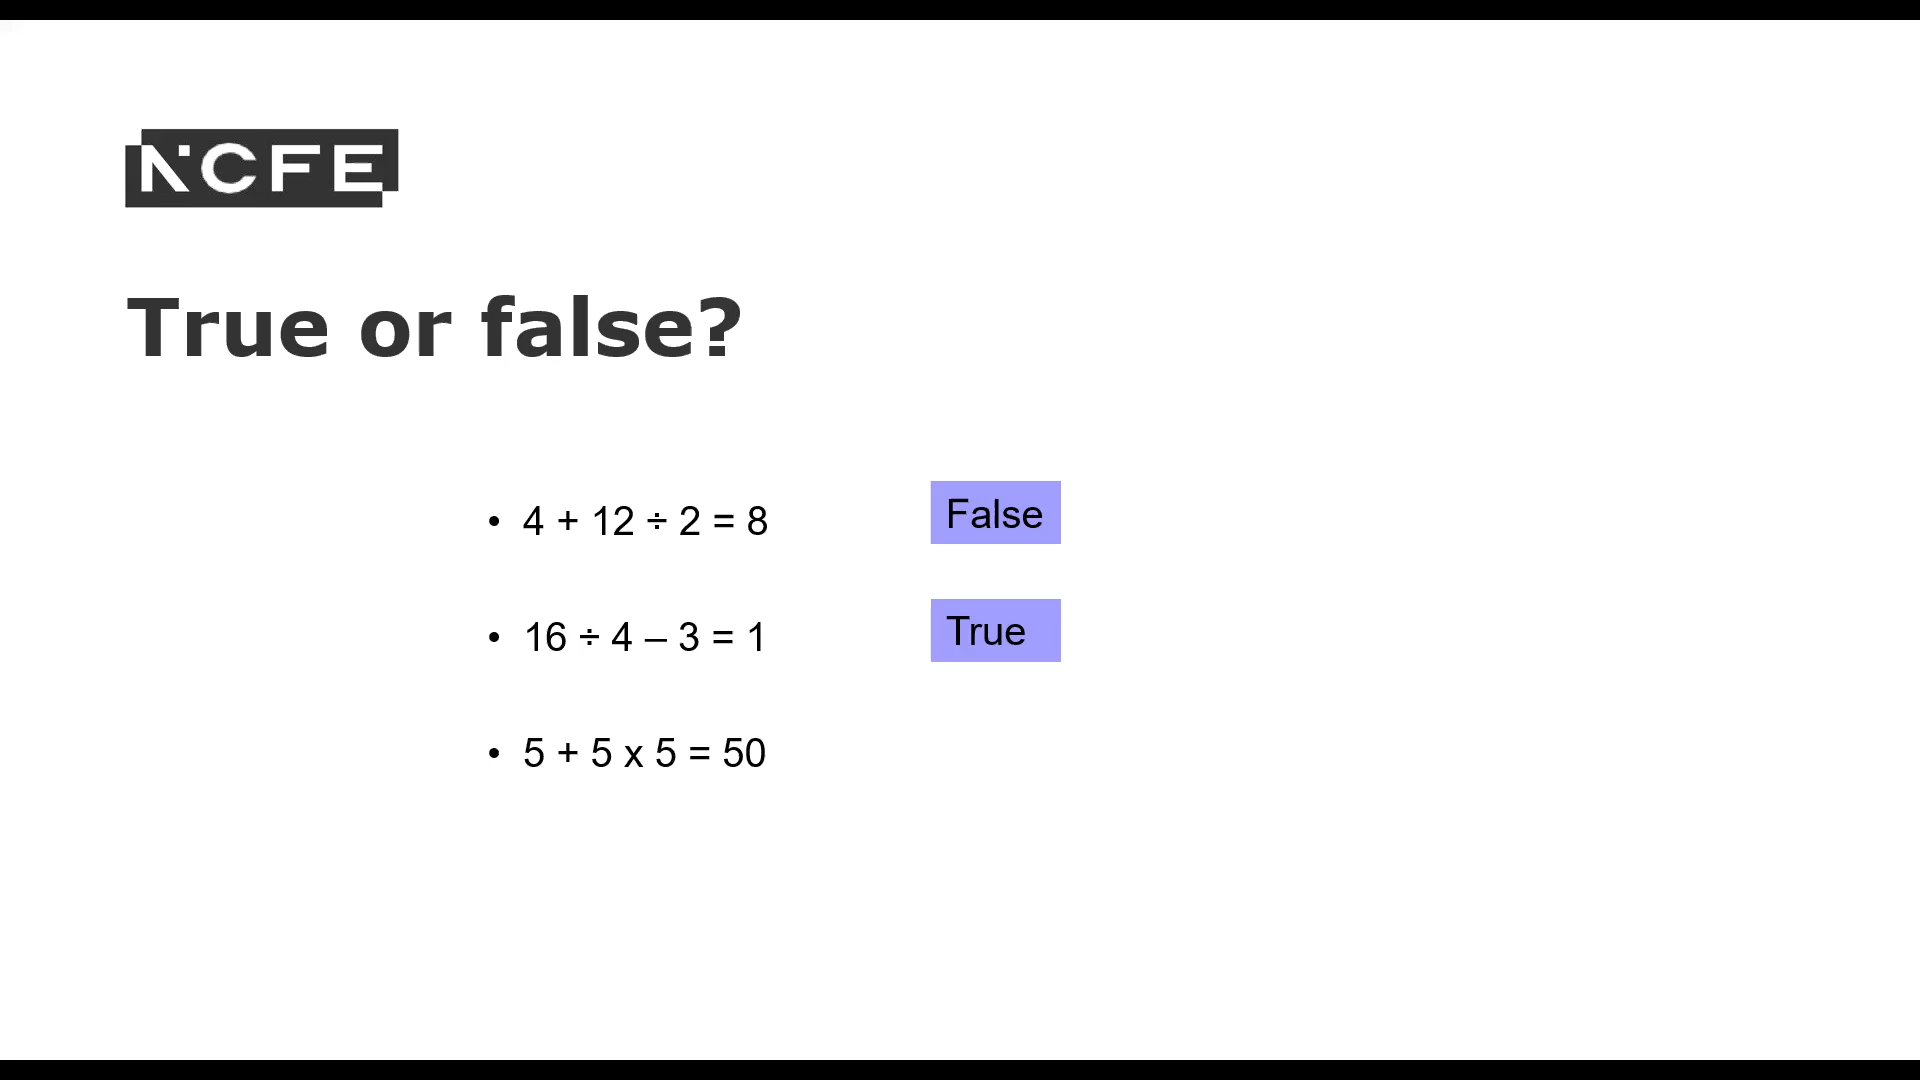 NCFE
True or false?
• 4 + 12 ÷ 2 = 8
False
• 16 ÷ 4 – 3 = 1
True
• 5 + 5 x 5 = 50